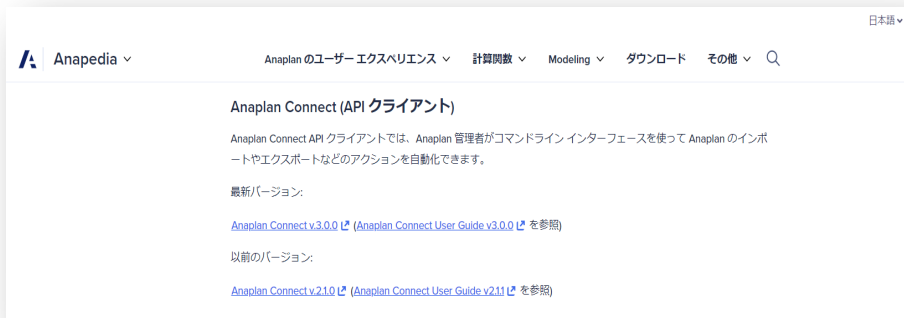 日本語
Anapedia
Anaplan のユーザー エクスペリエンス 計算関数 Modeling ダウンロード その他
Anaplan Connect (API クライアント)
Anaplan Connect API クライアントでは、Anaplan 管理者がコマンドライン インターフェースを使って Anaplan のインポ
ートやエクスポートなどのアクションを自動化できます。
最新バージョン:
Anaplan Connect v.3.0.0 (Anaplan Connect User Guide v3.0.0 を参照)
以前のバージョン:
Anaplan Connect v.2.1.0 (Anaplan Connect User Guide v2.1.1 を参照)